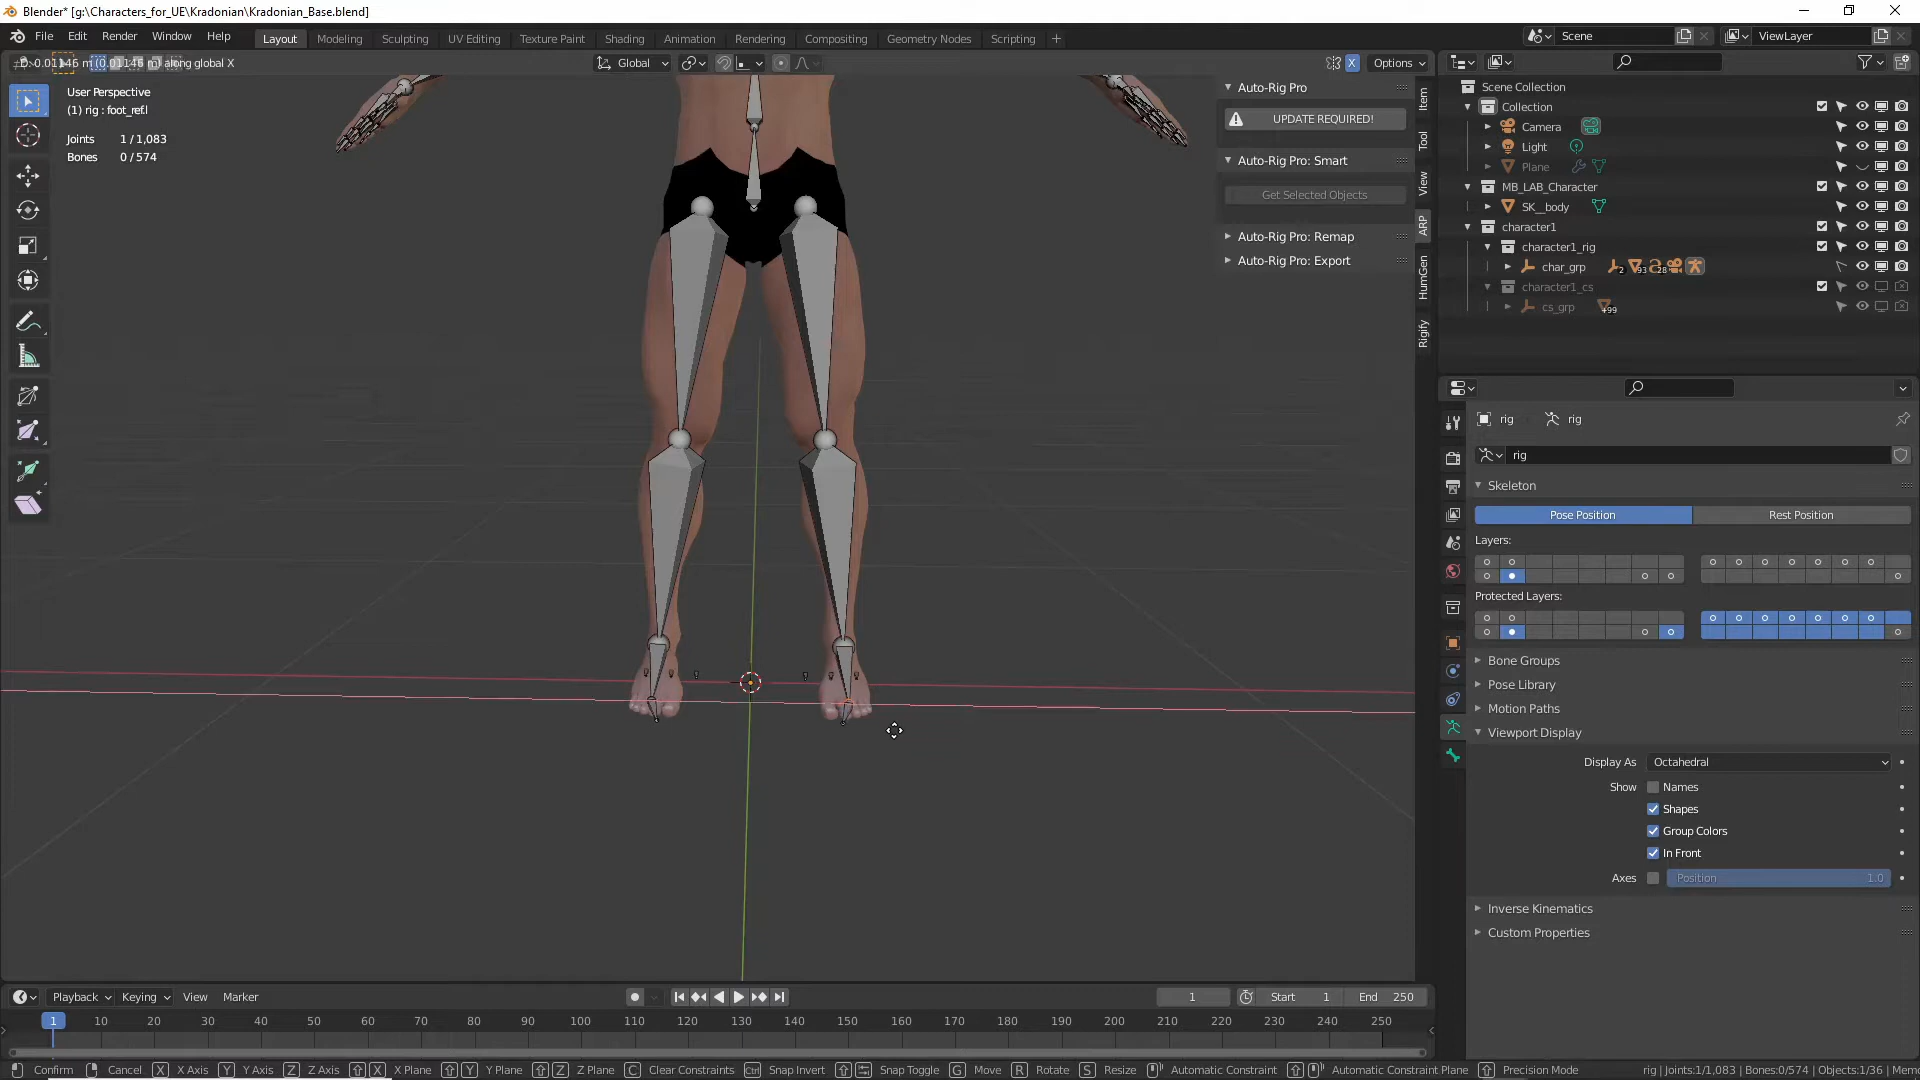 Blender* [g:\Characters_for_UE\Kradonian\Kradonian_Base.blend]
File Edit Render Window Help
Layout Modeling Sculpting UV Editing Texture Paint Shading Animation Rendering Compositing Geometry Nodes Scripting +
Scene ViewLayer
0.01146 m (0.01146 m) along global X
Global
X Options
User Perspective
(1) rig : foot_ref.l
Joints 1 / 1,083
Bones 0 / 574
Auto-Rig Pro
UPDATE REQUIRED!
Auto-Rig Pro: Smart
Get Selected Objects
Auto-Rig Pro: Remap
Auto-Rig Pro: Export
Item
Tool
View
ARP
HumGen
Rigify
Scene Collection
Collection
Camera
Light
Plane
MB_LAB_Character
SK__body
character1
character1_rig
char_grp 2 93 28
character1_cs
cs_grp +99
rig rig
rig
Skeleton
Pose Position Rest Position
Layers:
Protected Layers:
Bone Groups
Pose Library
Motion Paths
Viewport Display
Display As Octahedral
Show Names
Shapes
Group Colors
In Front
Axes Position 1.0
Inverse Kinematics
Custom Properties
Playback Keying View Marker
1 Start 1 End 250
1 10 20 30 40 50 60 70 80 90 100 110 120 130 140 150 160 170 180 190 200 210 220 230 240 250
Confirm Cancel X X Axis Y Y Axis Z Z Axis X X Plane Y Y Plane Z Z Plane C Clear Constraints Ctrl Snap Invert Snap Toggle G Move R Rotate S Resize Automatic Constraint Automatic Constraint Plane Precision Mode rig | Joints:1/1,083 | Bones:0/574 | Objects:1/36 |